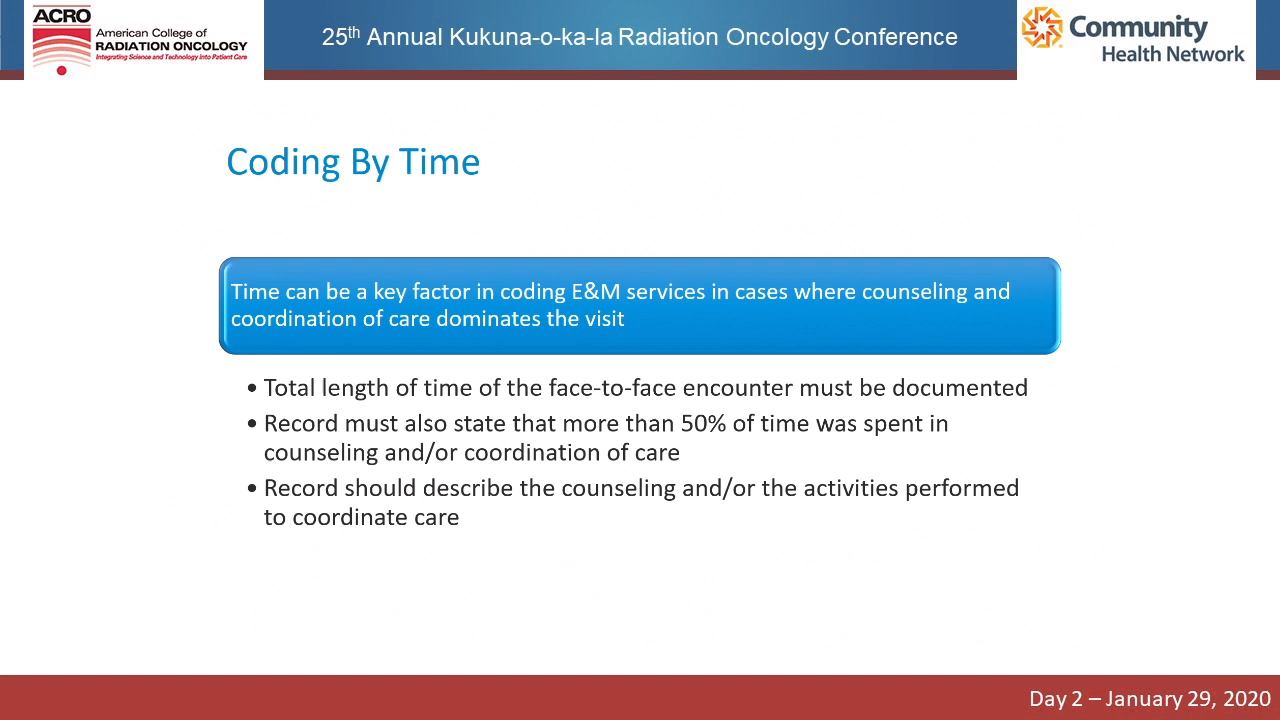 ACRO
American College of
RADIATION ONCOLOGY
Integrating Science and Technology Into Patient Care
25th Annual Kukuna-o-ka-la Radiation Oncology Conference
Community
Health Network
Coding By Time
Time can be a key factor in coding E&M services in cases where counseling and
coordination of care dominates the visit
• Total length of time of the face-to-face encounter must be documented
• Record must also state that more than 50% of time was spent in
counseling and/or coordination of care
• Record should describe the counseling and/or the activities performed
to coordinate care
Day 2 – January 29, 2020